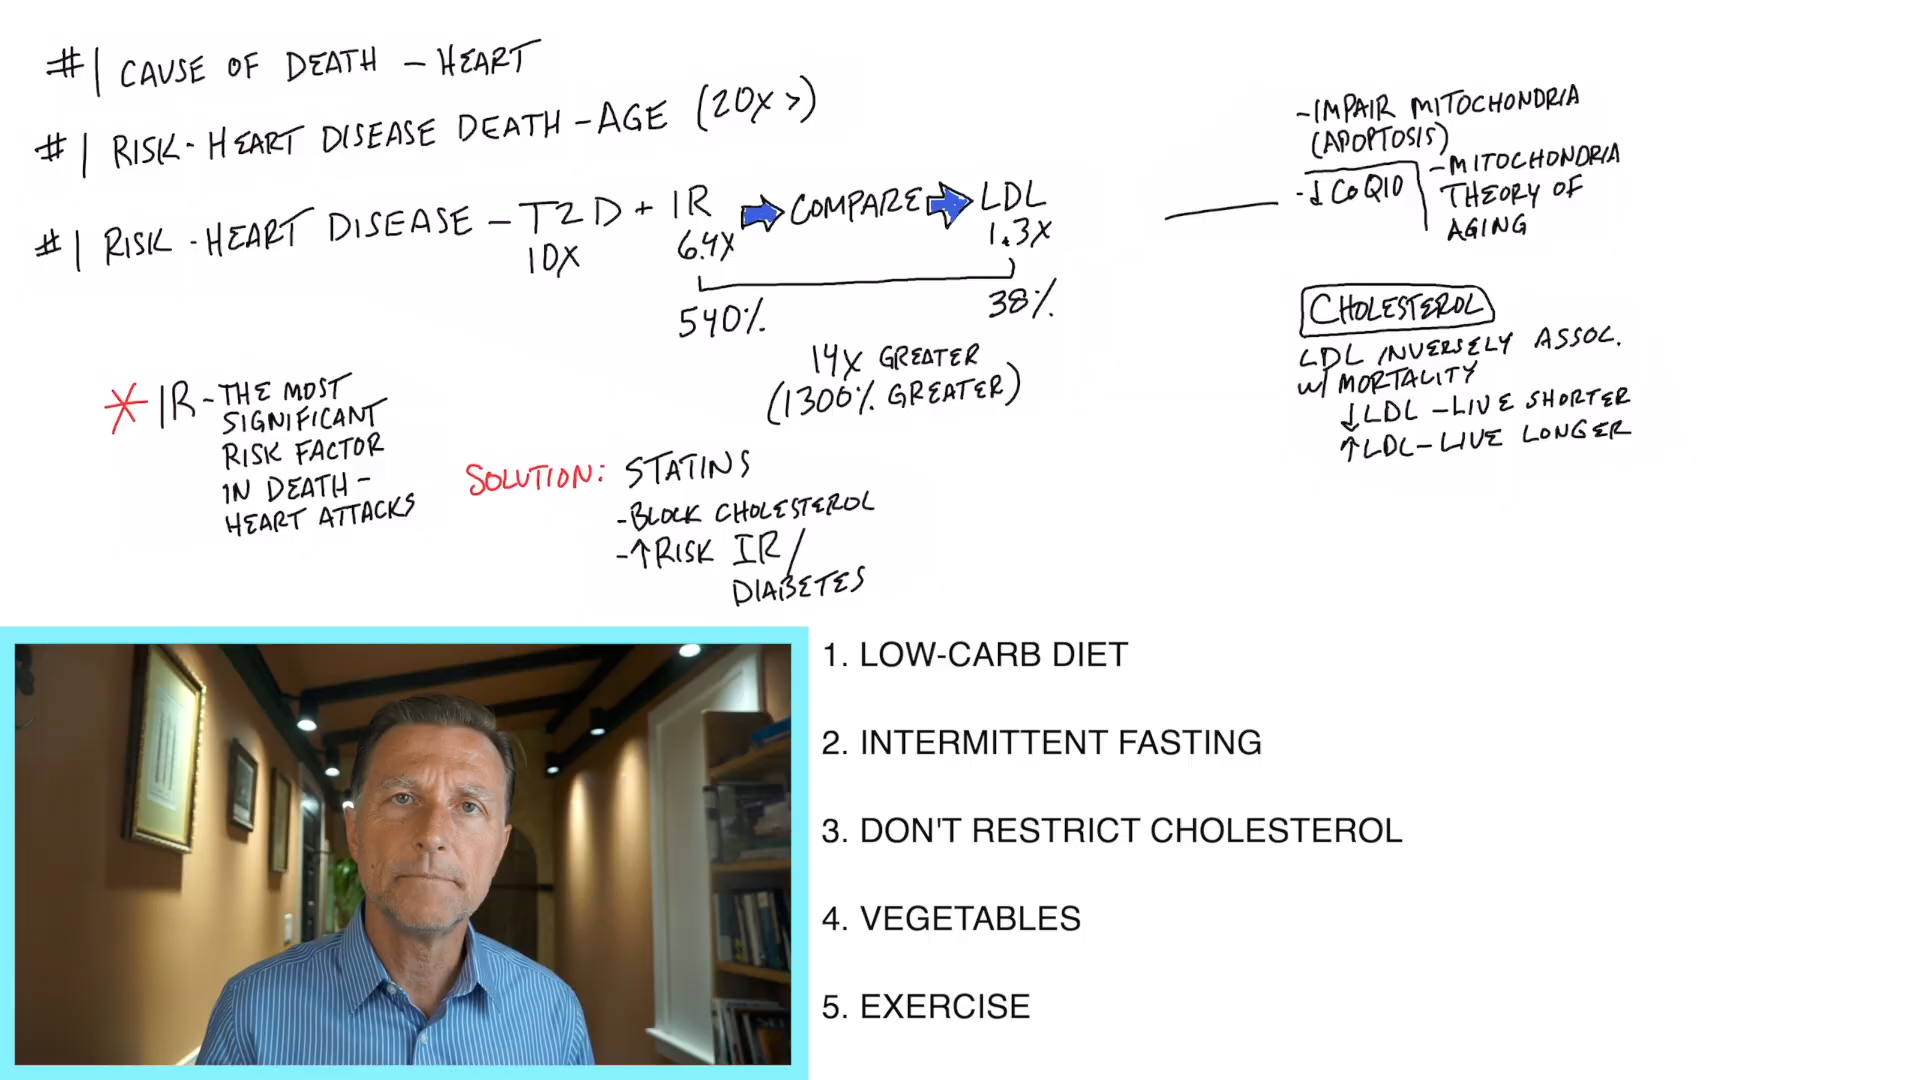 #1 CAUSE OF DEATH – HEART
#1 RISK - HEART DISEASE DEATH - AGE (20X >)
#1 RISK - HEART DISEASE – T2D + IR COMPARE LDL
10X 6.4X 1.3X
540% 38%
14X GREATER
(1300% GREATER)
* IR - THE MOST
SIGNIFICANT
RISK FACTOR
IN DEATH -
HEART ATTACKS
SOLUTION: STATINS
- BLOCK CHOLESTEROL
- ↑ RISK IR/
DIABETES
- IMPAIR MITOCHONDRIA
(APOPTOSIS)
- ↓ CoQ10
- MITOCHONDRIA
THEORY OF
AGING
CHOLESTEROL
LDL INVERSELY ASSOC.
W/ MORTALITY
↓ LDL – LIVE SHORTER
↑ LDL – LIVE LONGER
1. LOW-CARB DIET
2. INTERMITTENT FASTING
3. DON'T RESTRICT CHOLESTEROL
4. VEGETABLES
5. EXERCISE